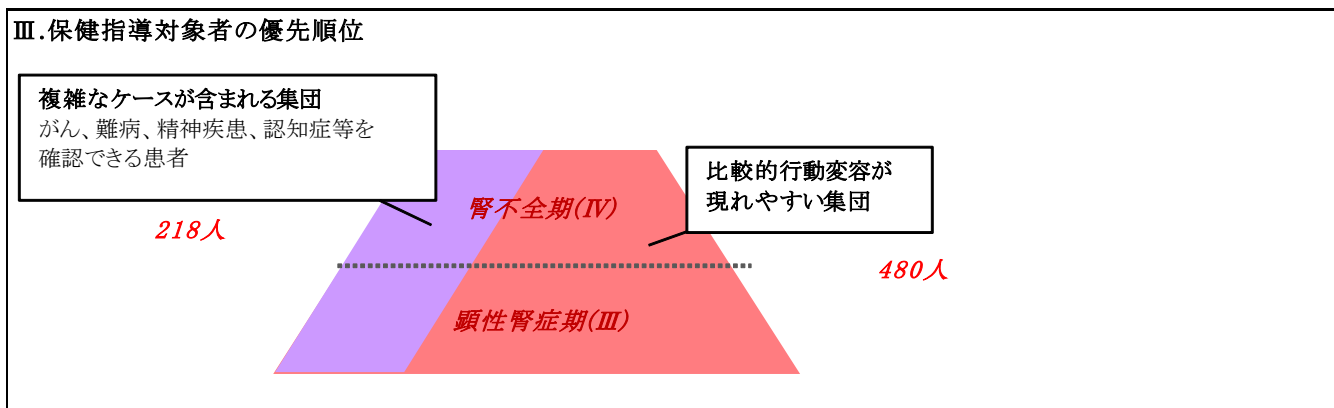 Ⅲ.保健指導対象者の優先順位
複雑なケースが含まれる集団
がん、難病、精神疾患、認知症等を
確認できる患者
比較的行動変容が
現れやすい集団
腎不全期(Ⅳ)
218人
480人
顕性腎症期(Ⅲ)